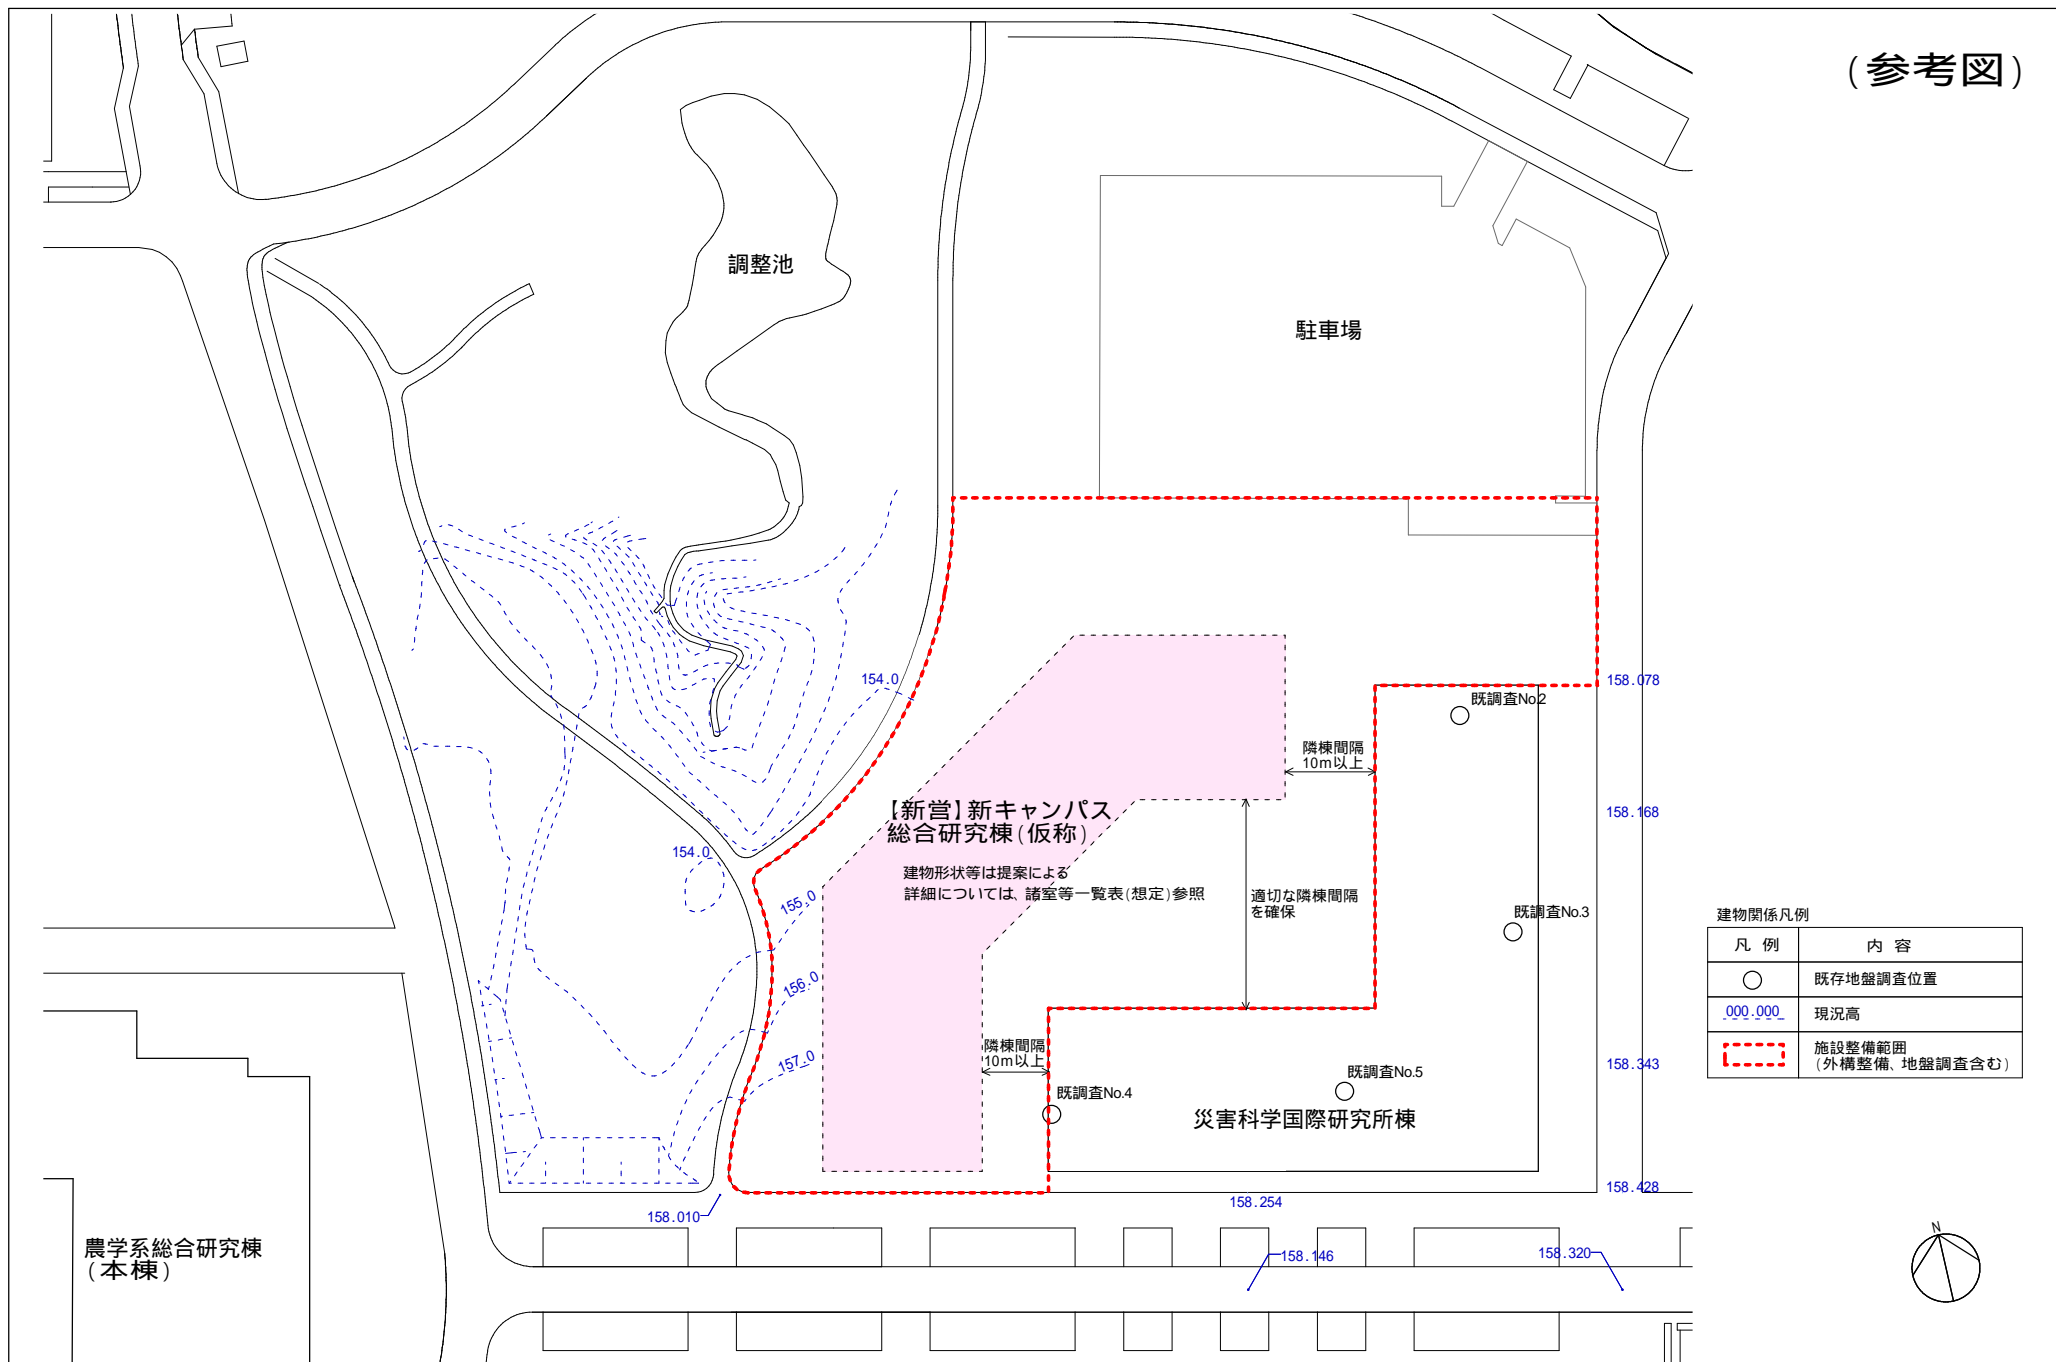 (参考図)
調整池
駐車場
154.0
158.078
既調査No.2
隣棟間隔
10m以上
【新営】新キャンパス
総合研究棟(仮称)
158.168
154.0
建物形状等は提案による
詳細については、諸室等一覧表(想定)参照
適切な隣棟間隔
を確保
155.0
既調査No.3
建物関係凡例
凡 例
内 容
既存地盤調査位置
000.000
現況高
施設整備範囲
(外構整備、地盤調査含む)
156.0
隣棟間隔
10m以上
157.0
158.343
既調査No.5
既調査No.4
災害科学国際研究所棟
158.428
158.254
158.010
農学系総合研究棟
(本棟)
158.146
158.320
N